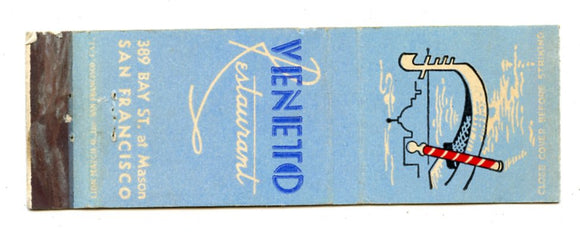 VENETO
Restaurant
389 BAY ST. at Mason
SAN FRANCISCO
CLOSE COVER BEFORE STRIKING